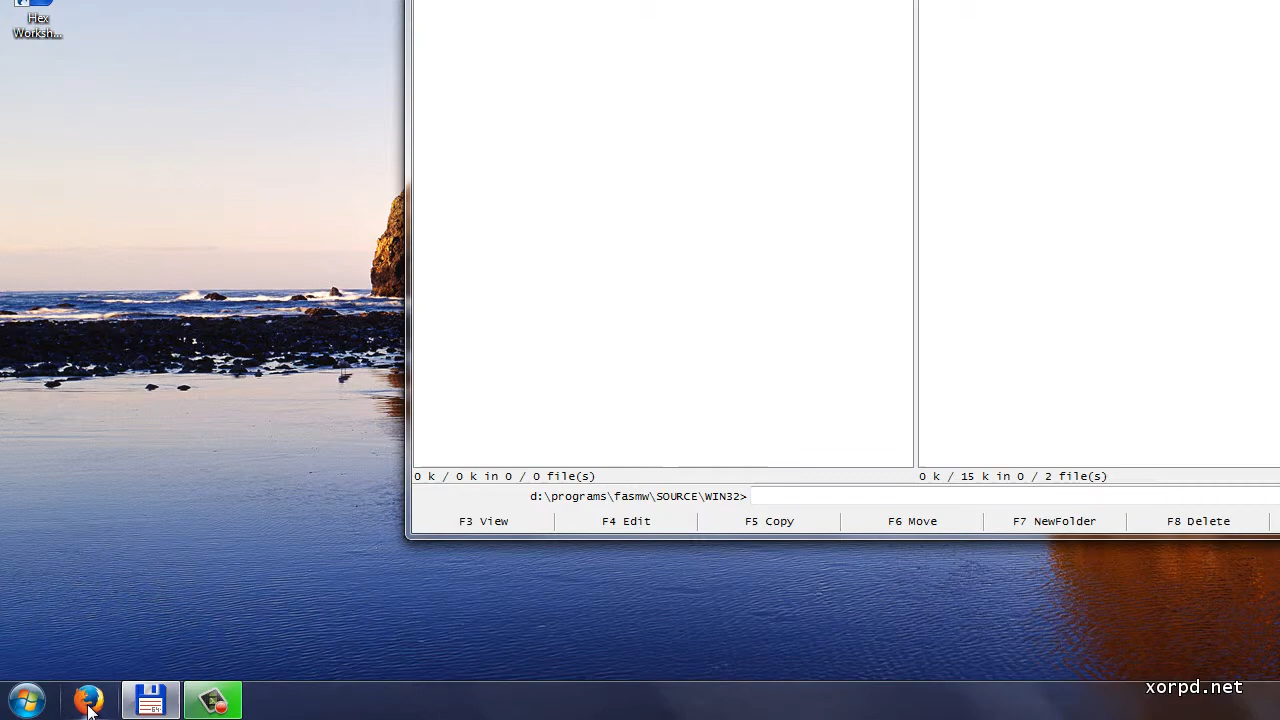 Hex
Worksh...
0 k / 0 k in 0 / 0 file(s)
0 k / 15 k in 0 / 2 file(s)
d:\programs\fasmw\SOURCE\WIN32>
F3 View
F4 Edit
F5 Copy
F6 Move
F7 NewFolder
F8 Delete
64
xorpd.net